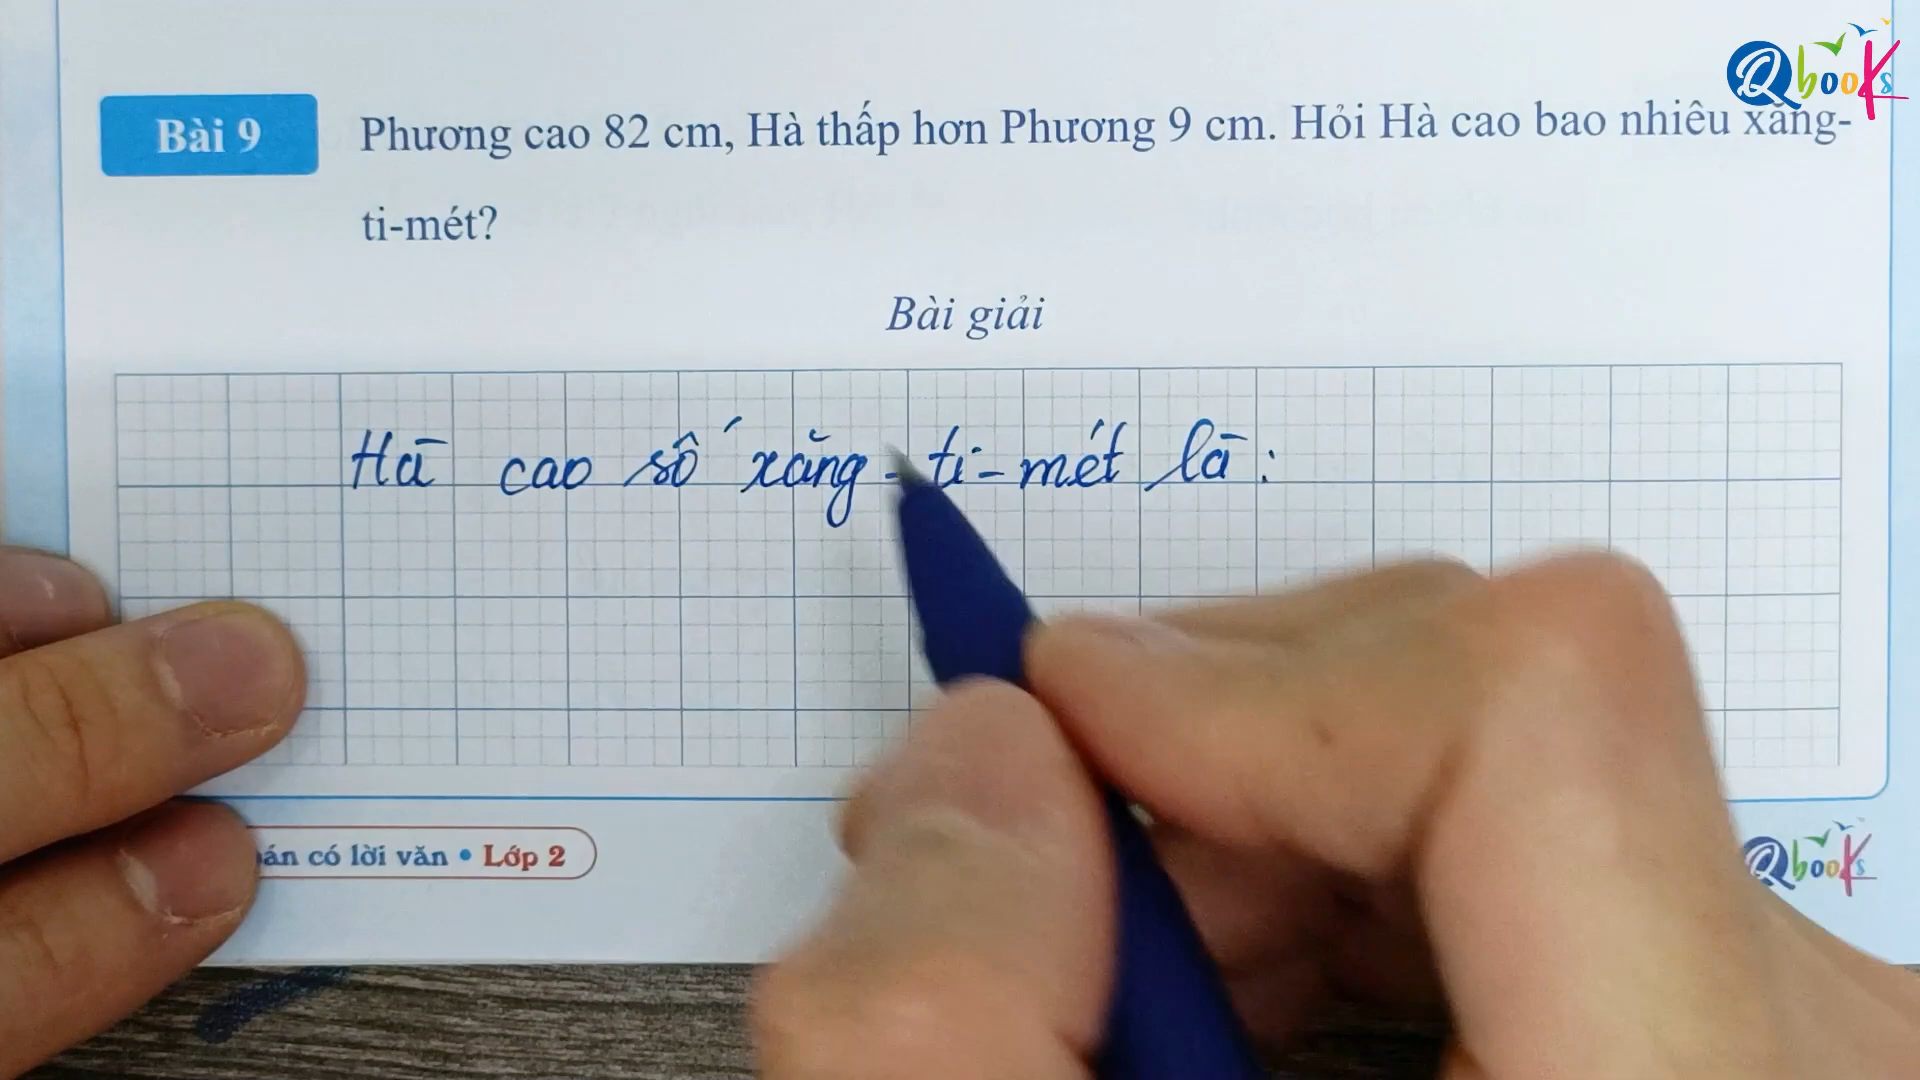 Qbooks
Bài 9
Phương cao 82 cm, Hà thấp hơn Phương 9 cm. Hỏi Hà cao bao nhiêu xăng-
ti-mét?
Bài giải
Hà cao số xăng-ti-mét là:
án có lời văn • Lớp 2
Qbooks